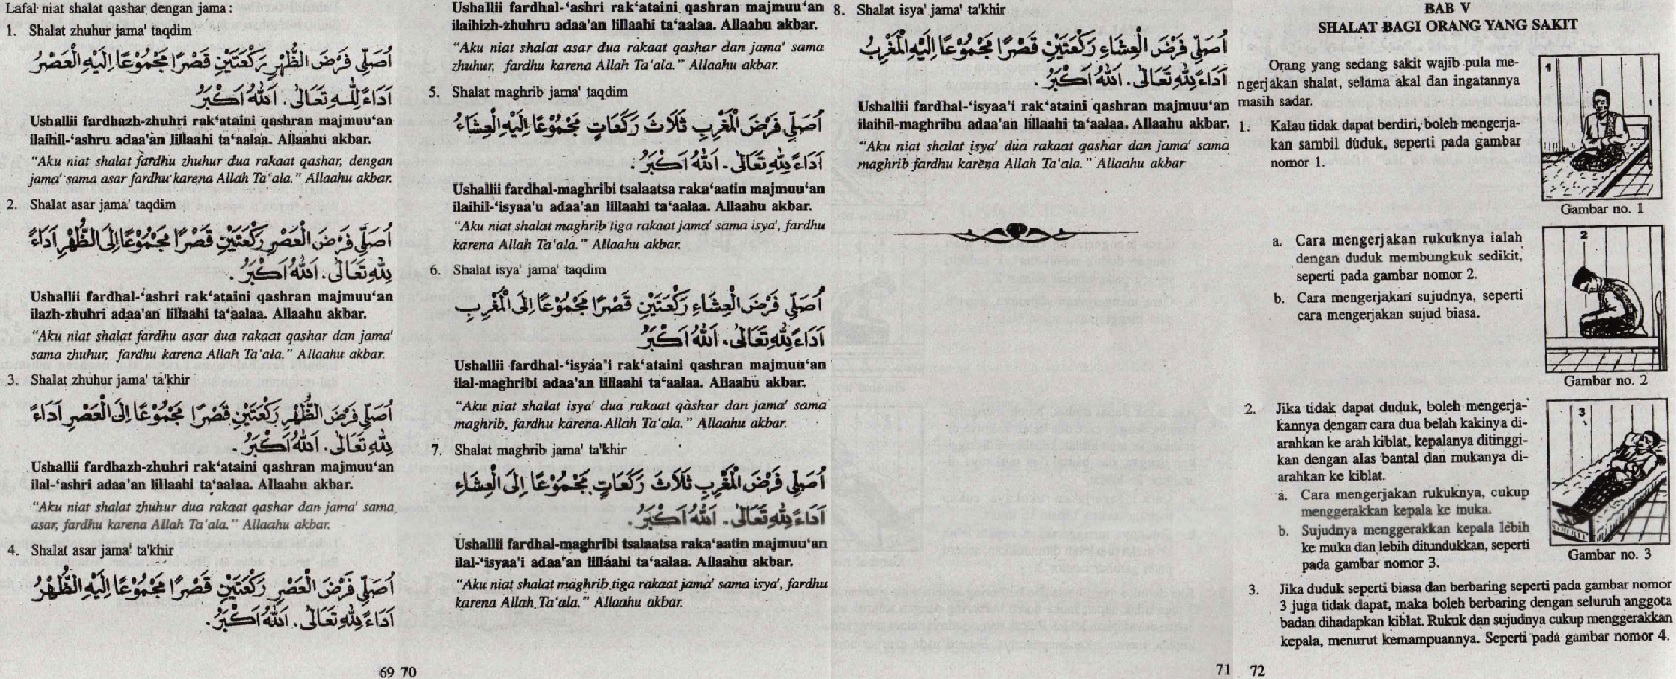 Lafal niat shalat qashar dengan jama:
1. Shalat zhuhur jama' taqdim
اُصَلِّى فَرْضَ الظُّهْرِ رَكْعَتَيْنِ قَصْرًا مَجْمُوْعًا اِلَيْهِ الْعَصْرُ
اَدَاءً لِلّٰهِ تَعَالَى. اَللهُ اَكْبَرُ
Ushallii fardhazh-zhuhri rak‘ataini qashran majmuu‘an
ilaihil-‘ashru adaa'an lillaahi ta‘aalaa. Allaahu akbar.
"Aku niat shalat fardhu zhuhur dua rakaat qashar, dengan
jama' sama asar fardhu karena Allah Ta'ala." Allaahu akbar.
2. Shalat asar jama' taqdim
اُصَلِّى فَرْضَ الْعَصْرِ رَكْعَتَيْنِ قَصْرًا مَجْمُوْعًا اِلَى الظُّهْرِ اَدَاءً
لِلّٰهِ تَعَالَى. اَللهُ اَكْبَرُ.
Ushallii fardhal-‘ashri rak‘ataini qashran majmuu‘an
ilazh-zhuhri adaa'an lillaahi ta‘aalaa. Allaahu akbar.
"Aku niat shalat fardhu asar dua rakaat qashar dan jama'
sama zhuhur, fardhu karena Allah Ta'ala." Allaahu akbar.
3. Shalat zhuhur jama' ta'khir
اُصَلِّى فَرْضَ الظُّهْرِ رَكْعَتَيْنِ قَصْرًا مَجْمُوْعًا اِلَى الْعَصْرِ اَدَاءً
لِلّٰهِ تَعَالَى. اَللهُ اَكْبَرُ.
Ushallii fardhazh-zhuhri rak‘ataini qashran majmuu‘an
ilal-‘ashri adaa'an lillaahi ta‘aalaa. Allaahu akbar.
"Aku niat shalat zhuhur dua rakaat qashar dan jama' sama
asar, fardhu karena Allah Ta'ala." Allaahu akbar.
4. Shalat asar jama' ta'khir
اُصَلِّى فَرْضَ الْعَصْرِ رَكْعَتَيْنِ قَصْرًا مَجْمُوْعًا اِلَيْهِ الظُّهْرُ
اَدَاءً لِلّٰهِ تَعَالَى. اَللهُ اَكْبَرُ.
69
Ushallii fardhal-‘ashri rak‘ataini qashran majmuu‘an
ilaihizh-zhuhru adaa'an lillaahi ta‘aalaa. Allaahu akbar.
"Aku niat shalat asar dua rakaat qashar dan jama' sama
zhuhur, fardhu karena Allah Ta'ala." Allaahu akbar.
5. Shalat maghrib jama' taqdim
اُصَلِّى فَرْضَ الْمَغْرِبِ ثَلَاثَ رَكَعَاتٍ مَجْمُوْعًا اِلَيْهِ الْعِشَاءُ
اَدَاءً لِلّٰهِ تَعَالَى. اَللهُ اَكْبَرُ.
Ushallii fardhal-maghribi tsalaatsa raka‘aatin majmuu‘an
ilaihil-‘isyaa'u adaa'an lillaahi ta‘aalaa. Allaahu akbar.
"Aku niat shalat maghrib tiga rakaat jama' sama isya', fardhu
karena Allah Ta'ala." Allaahu akbar.
6. Shalat isya' jama' taqdim
اُصَلِّى فَرْضَ الْعِشَاءِ رَكْعَتَيْنِ قَصْرًا مَجْمُوْعًا اِلَى الْمَغْرِبِ
اَدَاءً لِلّٰهِ تَعَالَى. اَللهُ اَكْبَرُ
Ushallii fardhal-‘isyaa'i rak‘ataini qashran majmuu‘an
ilal-maghribi adaa'an lillaahi ta‘aalaa. Allaahu akbar.
"Aku niat shalat isya' dua rakaat qashar dan jama' sama
maghrib, fardhu karena Allah Ta'ala." Allaahu akbar.
7. Shalat maghrib jama' ta'khir
اُصَلِّى فَرْضَ الْمَغْرِبِ ثَلَاثَ رَكَعَاتٍ مَجْمُوْعًا اِلَى الْعِشَاءِ
اَدَاءً لِلّٰهِ تَعَالَى. اَللهُ اَكْبَرُ.
Ushallii fardhal-maghribi tsalaatsa raka‘aatin majmuu‘an
ilal-‘isyaa'i adaa'an lillaahi ta‘aalaa. Allaahu akbar.
"Aku niat shalat maghrib tiga rakaat jama' sama isya', fardhu
karena Allah Ta'ala." Allaahu akbar.
70
8. Shalat isya' jama' ta'khir
اُصَلِّى فَرْضَ الْعِشَاءِ رَكْعَتَيْنِ قَصْرًا مَجْمُوْعًا اِلَيْهِ الْمَغْرِبُ
اَدَاءً لِلّٰهِ تَعَالَى. اَللهُ اَكْبَرُ.
Ushallii fardhal-‘isyaa'i rak‘ataini qashran majmuu‘an
ilaihil-maghribu adaa'an lillaahi ta‘aalaa. Allaahu akbar.
"Aku niat shalat isya' dua rakaat qashar dan jama' sama
maghrib fardhu karena Allah Ta'ala." Allaahu akbar
71
BAB V
SHALAT BAGI ORANG YANG SAKIT
Orang yang sedang sakit wajib pula me-
ngerjakan shalat, selama akal dan ingatannya
masih sadar.
1. Kalau tidak dapat berdiri, boleh mengerja-
kan sambil duduk, seperti pada gambar
nomor 1.
1
Gambar no. 1
a. Cara mengerjakan rukuknya ialah
dengan duduk membungkuk sedikit,
seperti pada gambar nomor 2.
b. Cara mengerjakan sujudnya, seperti
cara mengerjakan sujud biasa.
2
Gambar no. 2
2. Jika tidak dapat duduk, boleh mengerja-
kannya dengan cara dua belah kakinya di-
arahkan ke arah kiblat, kepalanya ditinggi-
kan dengan alas bantal dan mukanya di-
arahkan ke kiblat.
a. Cara mengerjakan rukuknya, cukup
menggerakkan kepala ke muka.
b. Sujudnya menggerakkan kepala lebih
ke muka dan lebih ditundukkan, seperti
pada gambar nomor 3.
3
Gambar no. 3
3. Jika duduk seperti biasa dan berbaring seperti pada gambar nomor
3 juga tidak dapat, maka boleh berbaring dengan seluruh anggota
badan dihadapkan kiblat. Rukuk dan sujudnya cukup menggerakkan
kepala, menurut kemampuannya. Seperti pada gambar nomor 4.
72